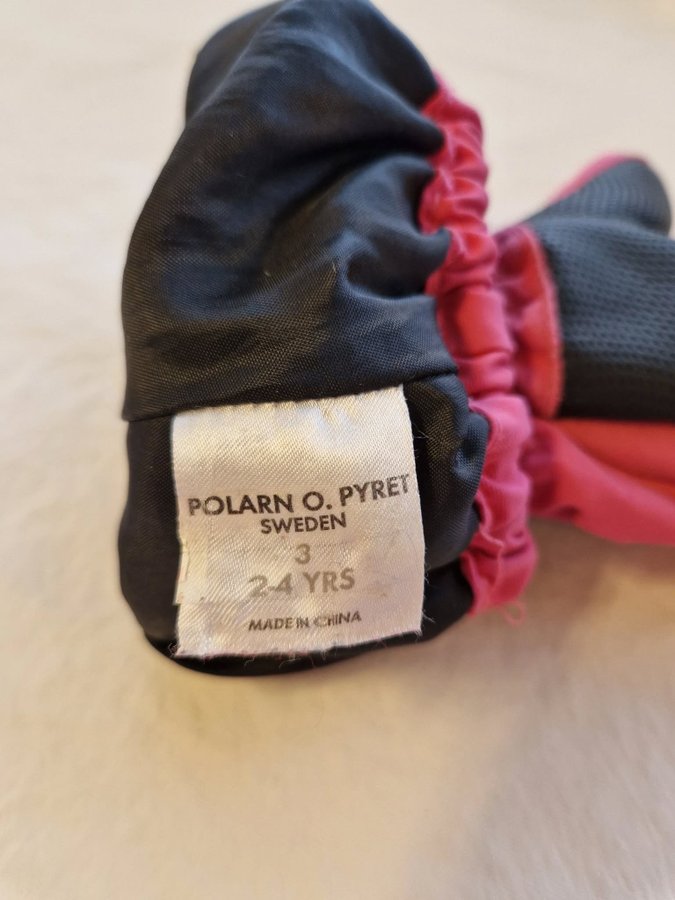 POLARN O. PYRET
SWEDEN
3
2-4 YRS
MADE IN CHINA